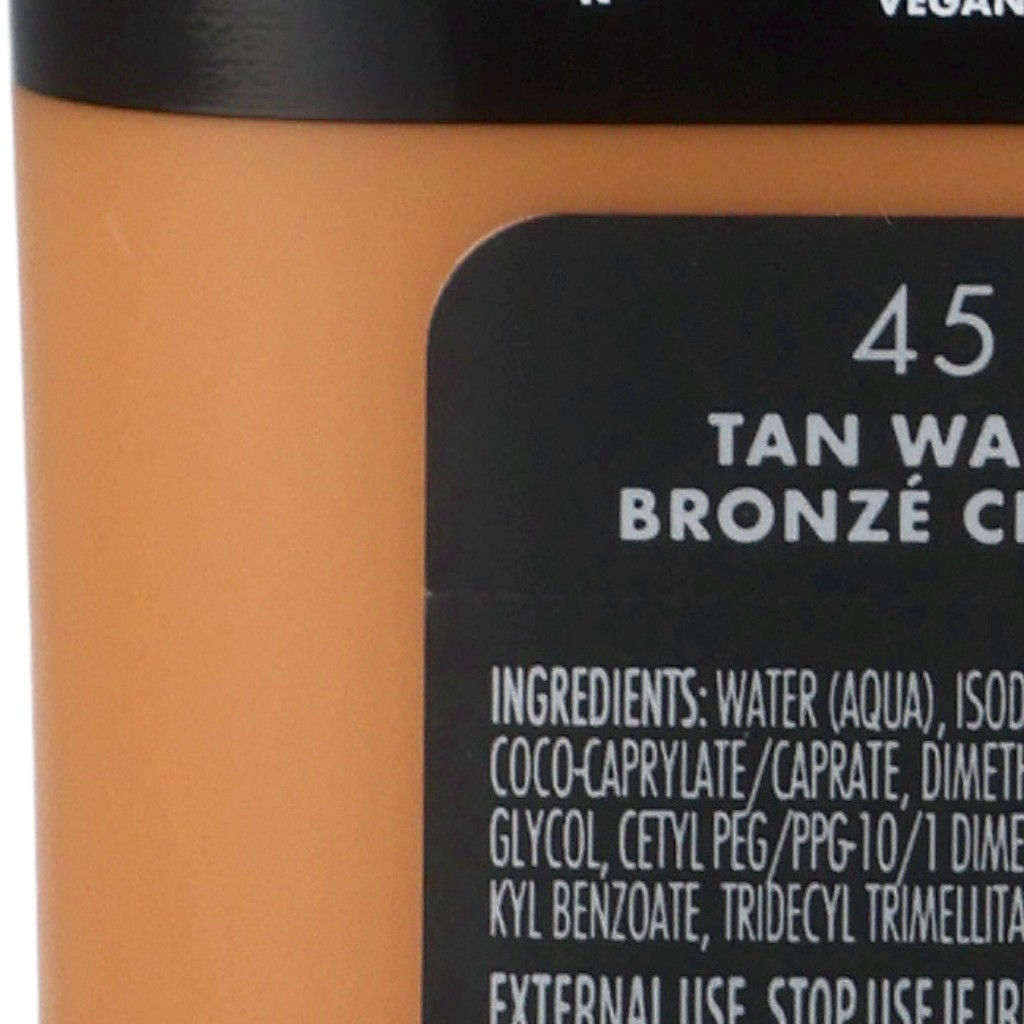 VEGAN
45
TAN WA
BRONZÉ
INGREDIENTS: WATER (AQUA), ISOD
COCO-CAPRYLATE/CAPRATE, DIMETH
GLYCOL, CETYL PEG/PPG-10/1 DIME
KYL BENZOATE, TRIDECYL TRIMELLITA
EXTERNAL USE. STOP USE IF IR